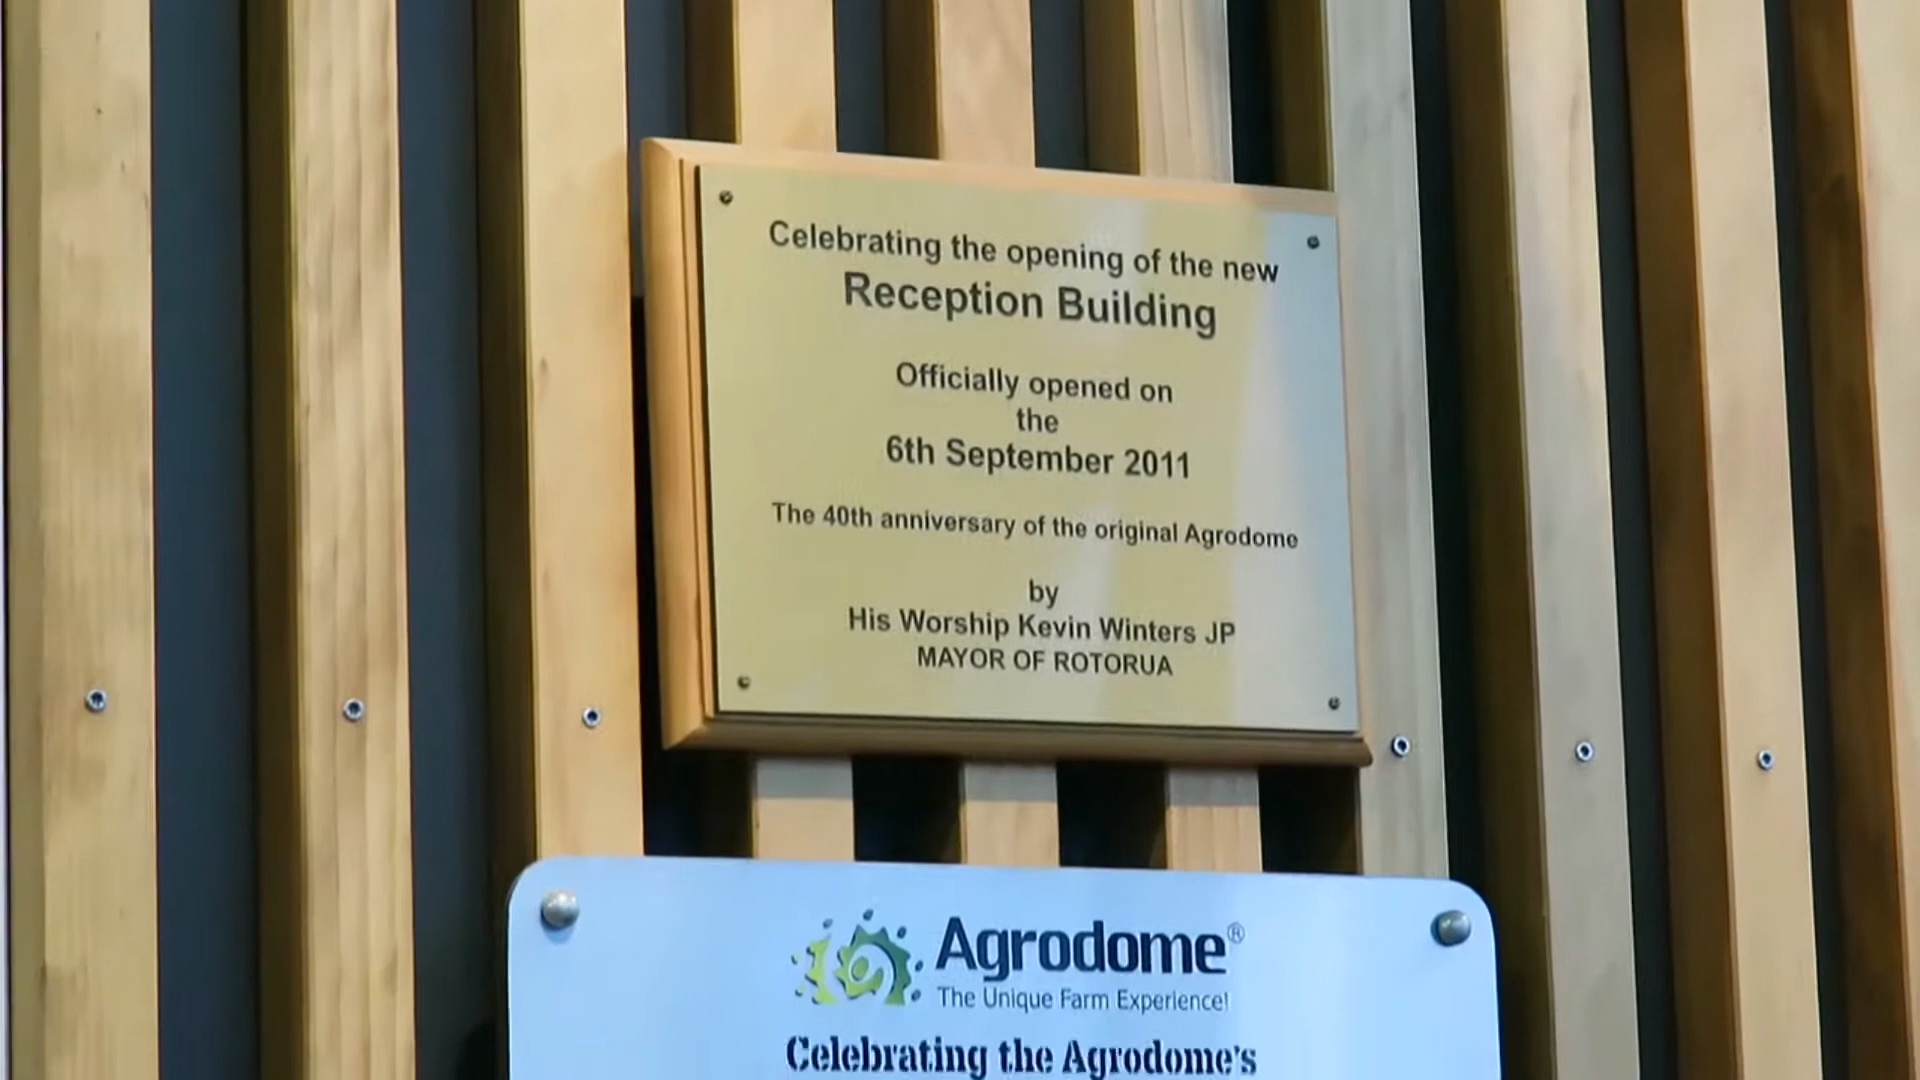 Celebrating the opening of the new
Reception Building
Officially opened on
the
6th September 2011
The 40th anniversary of the original Agrodome
by
His Worship Kevin Winters JP
MAYOR OF ROTORUA
Agrodome®
The Unique Farm Experience!
Celebrating the Agrodome's